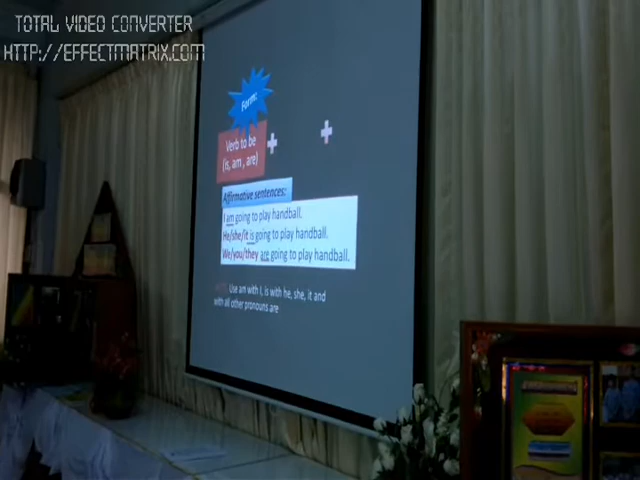 TOTAL VIDEO CONVERTER
HTTP://EFFECTMATRIX.COM
Form:
Verb to be
(is, am , are)
+
+
Affirmative sentences:
I am going to play handball.
He/she/it is going to play handball.
We/you/they are going to play handball.
Use am with I, is with he, she, it and
with all other pronouns are